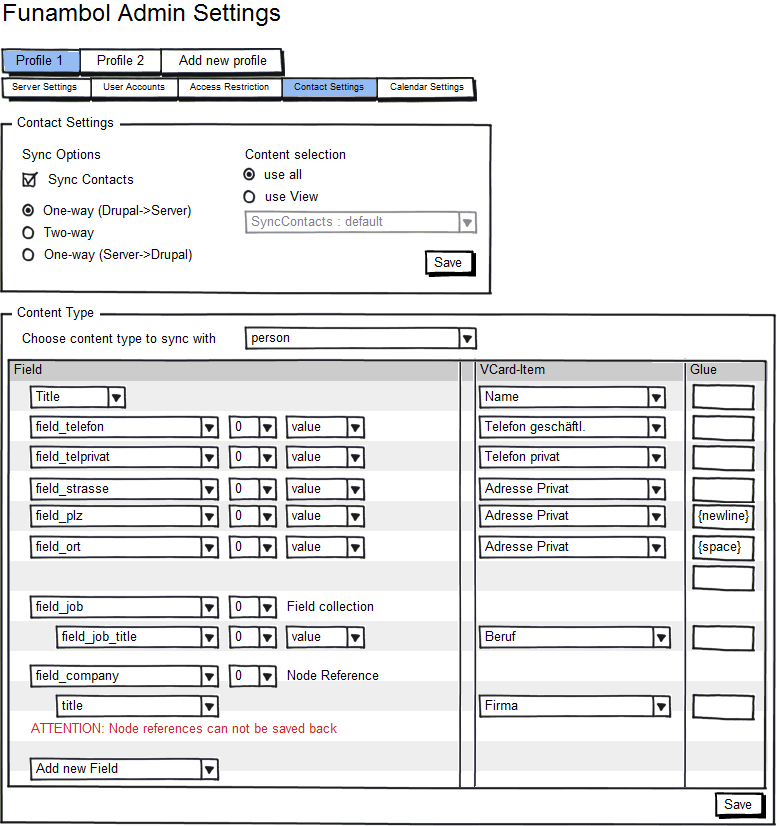 Funambol Admin Settings
Profile 1 Profile 2 Add new profile
Server Settings User Accounts Access Restriction Contact Settings Calendar Settings
Contact Settings
Sync Options Content selection
Sync Contacts use all
One-way (Drupal->Server) use View
Two-way SyncContacts : default
One-way (Server->Drupal)
Save
Content Type
Choose content type to sync with person
Field VCard-Item Glue
Title Name
field_telefon 0 value Telefon geschäftl.
field_telprivat 0 value Telefon privat
field_strasse 0 value Adresse Privat
field_plz 0 value Adresse Privat {newline}
field_ort 0 value Adresse Privat {space}
field_job 0 Field collection
field_job_title 0 value Beruf
field_company 0 Node Reference
title Firma
ATTENTION: Node references can not be saved back
Add new Field
Save